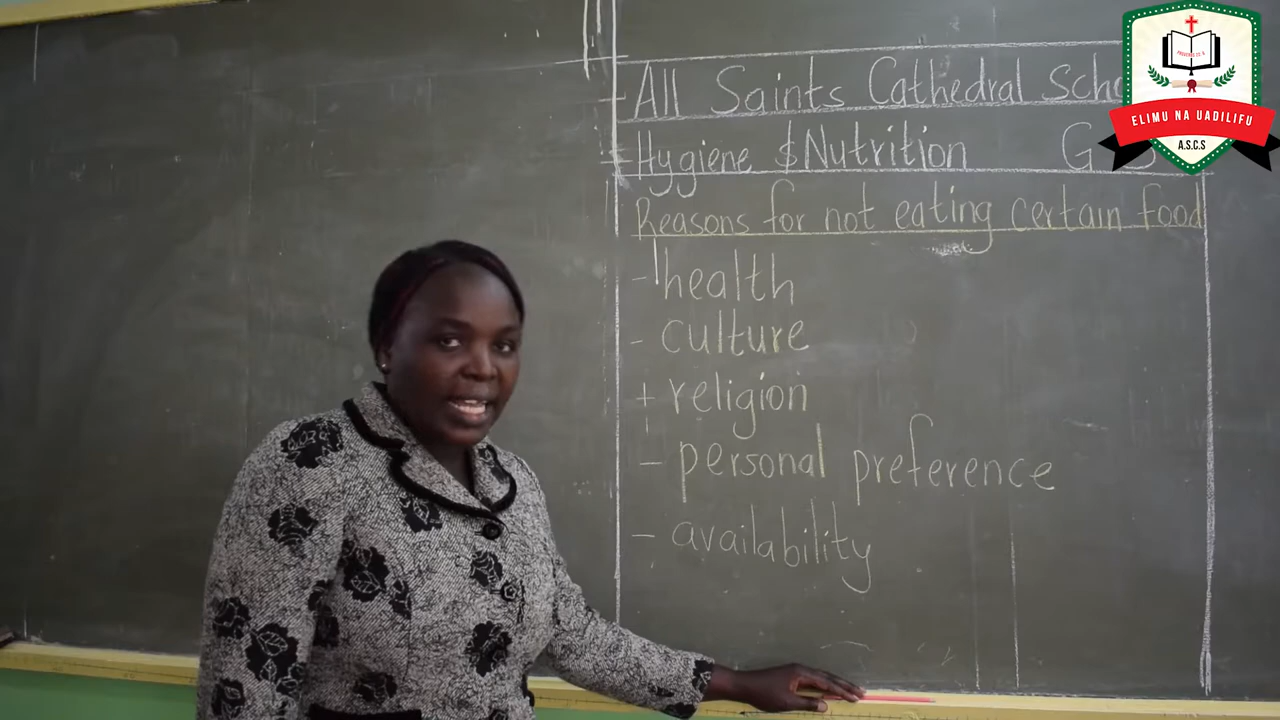 All Saints Cathedral
Hygiene & Nutrition
Reasons for not eating certain food
- health
- culture
+ religion
- personal preference
- availability
ELIMU NA UADILIFU
A.S.C.S